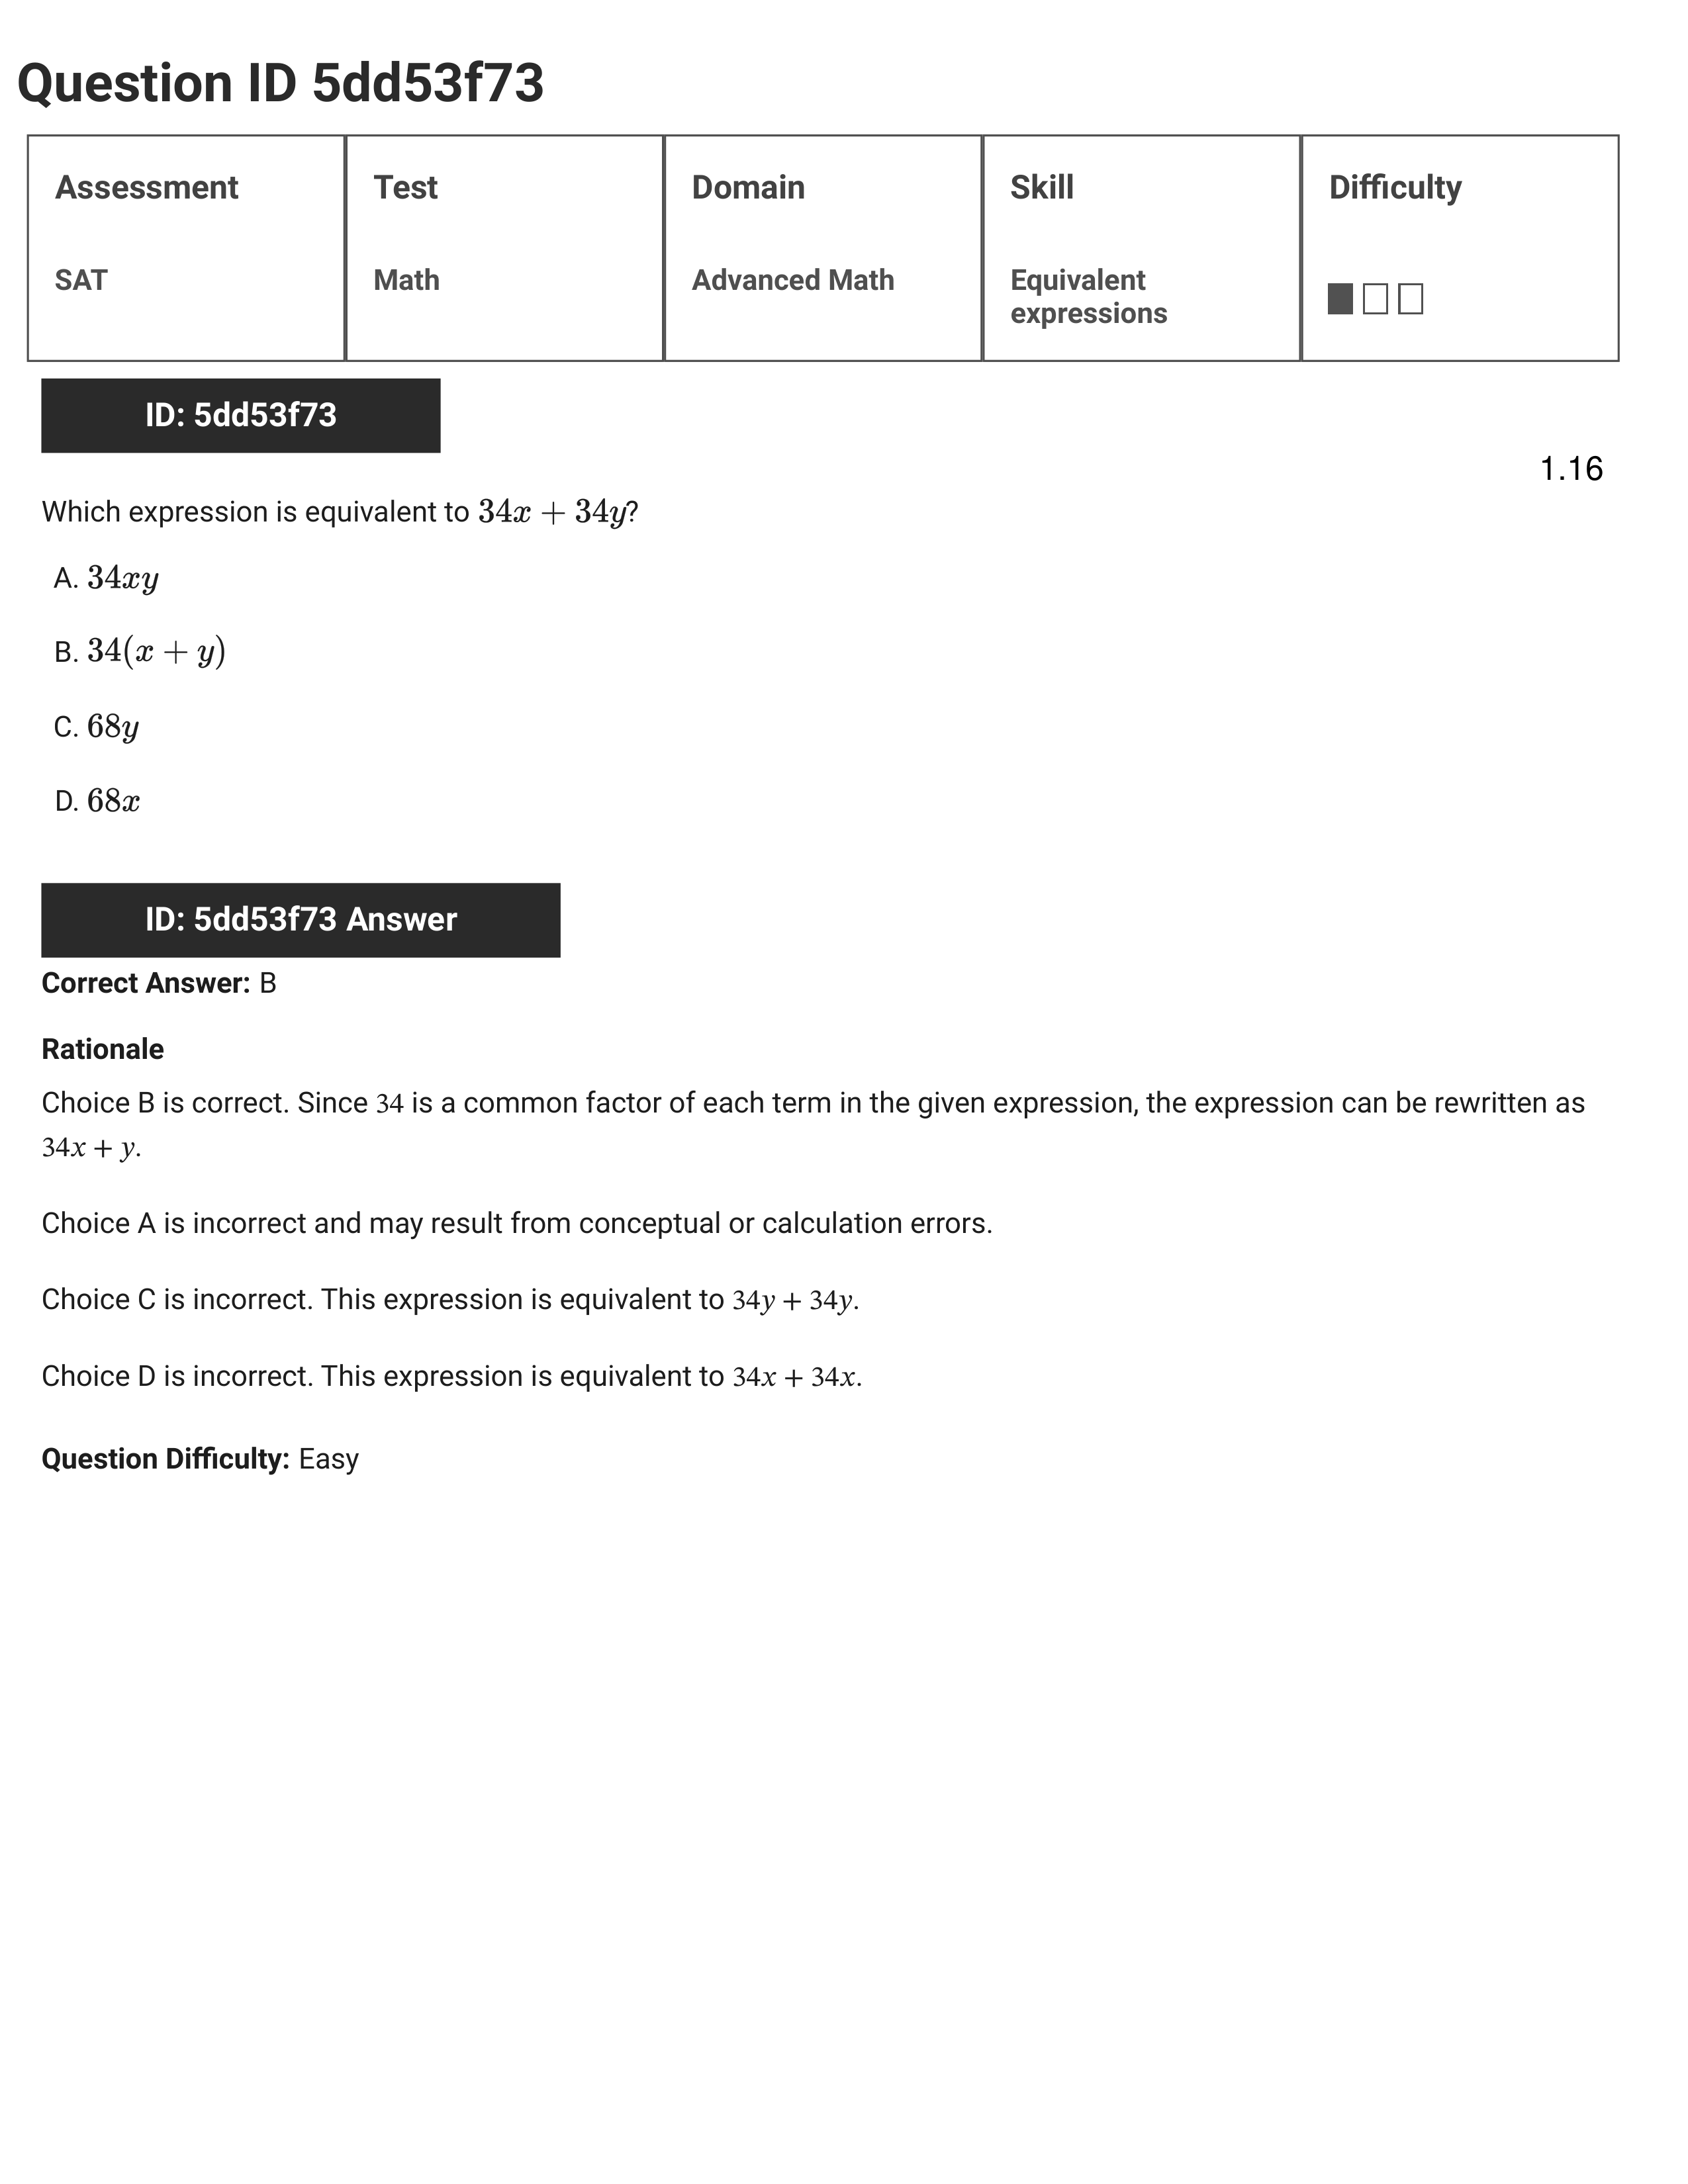 Question ID 5dd53f73
Assessment
Test
Domain
Skill
Difficulty
SAT
Math
Advanced Math
Equivalent
expressions
ID: 5dd53f73
1.16
Which expression is equivalent to 34x + 34y?
A. 34xy
B. 34(x + y)
C. 68y
D. 68x
ID: 5dd53f73 Answer
Correct Answer: B
Rationale
Choice B is correct. Since 34 is a common factor of each term in the given expression, the expression can be rewritten as
34x + y.
Choice A is incorrect and may result from conceptual or calculation errors.
Choice C is incorrect. This expression is equivalent to 34y + 34y.
Choice D is incorrect. This expression is equivalent to 34x + 34x.
Question Difficulty: Easy